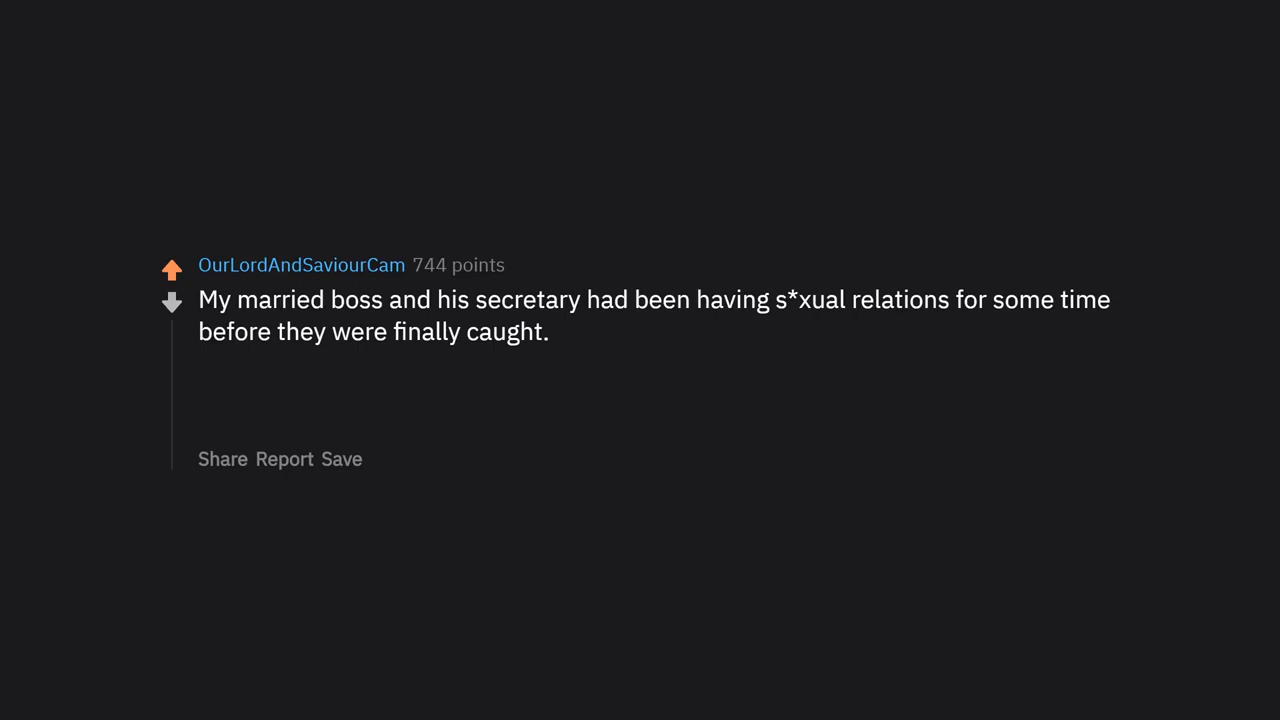 OurLordAndSaviourCam 744 points
My married boss and his secretary had been having s*xual relations for some time
before they were finally caught.
Share Report Save